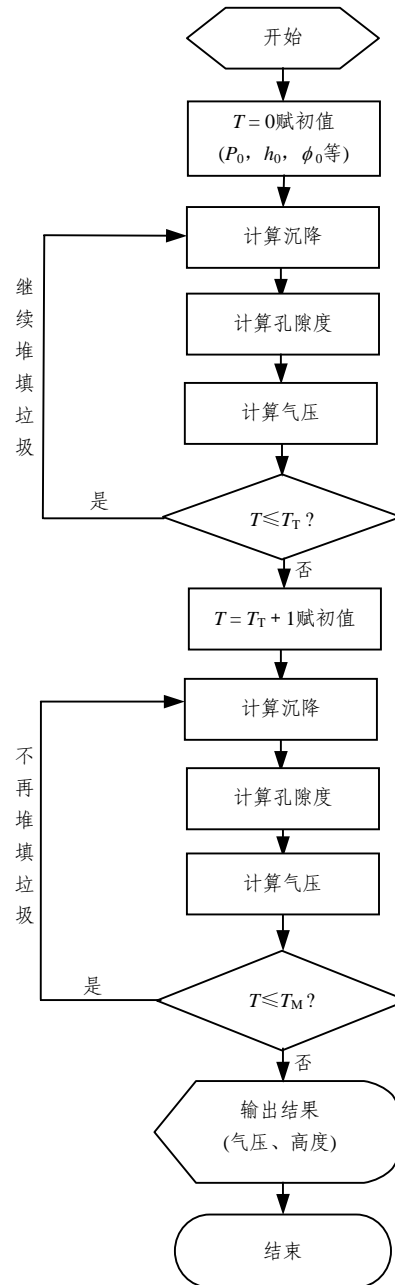 开始
T = 0赋初值
(P₀，h₀，ϕ₀等)
计算沉降
计算孔隙度
继续堆填垃圾
计算气压
是
T≤T_T ?
否
T = T_T + 1赋初值
计算沉降
计算孔隙度
不再堆填垃圾
计算气压
是
T≤T_M ?
否
输出结果
(气压、高度)
结束